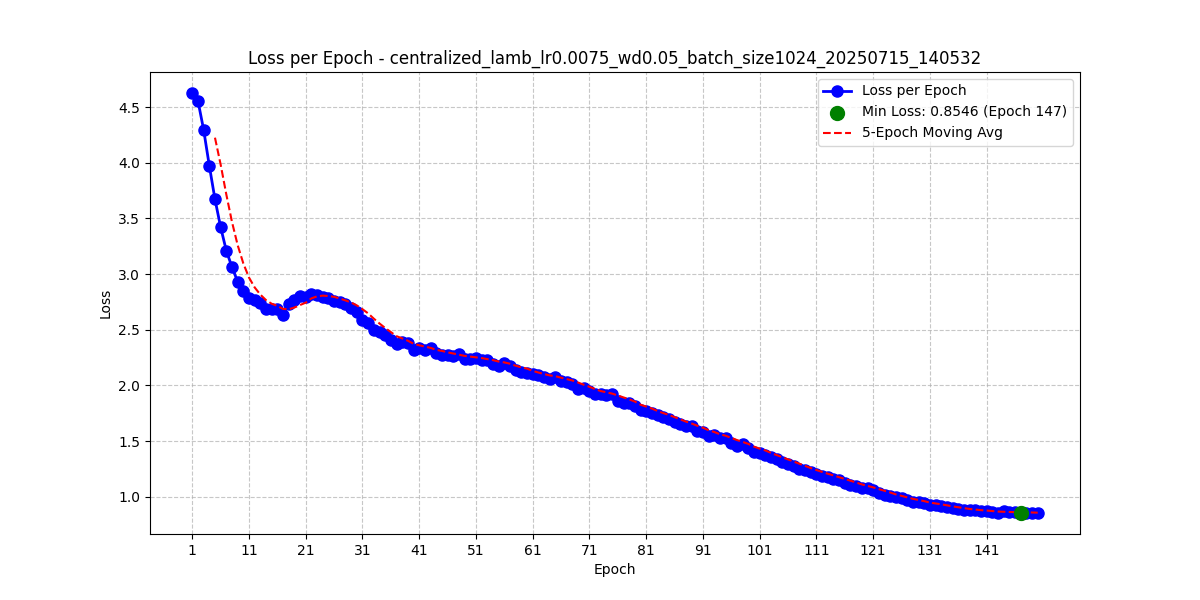 Loss per Epoch - centralized_lamb_lr0.0075_wd0.05_batch_size1024_20250715_140532
Loss per Epoch
Min Loss: 0.8546 (Epoch 147)
5-Epoch Moving Avg
Loss
4.5
4.0
3.5
3.0
2.5
2.0
1.5
1.0
1 11 21 31 41 51 61 71 81 91 101 111 121 131 141
Epoch